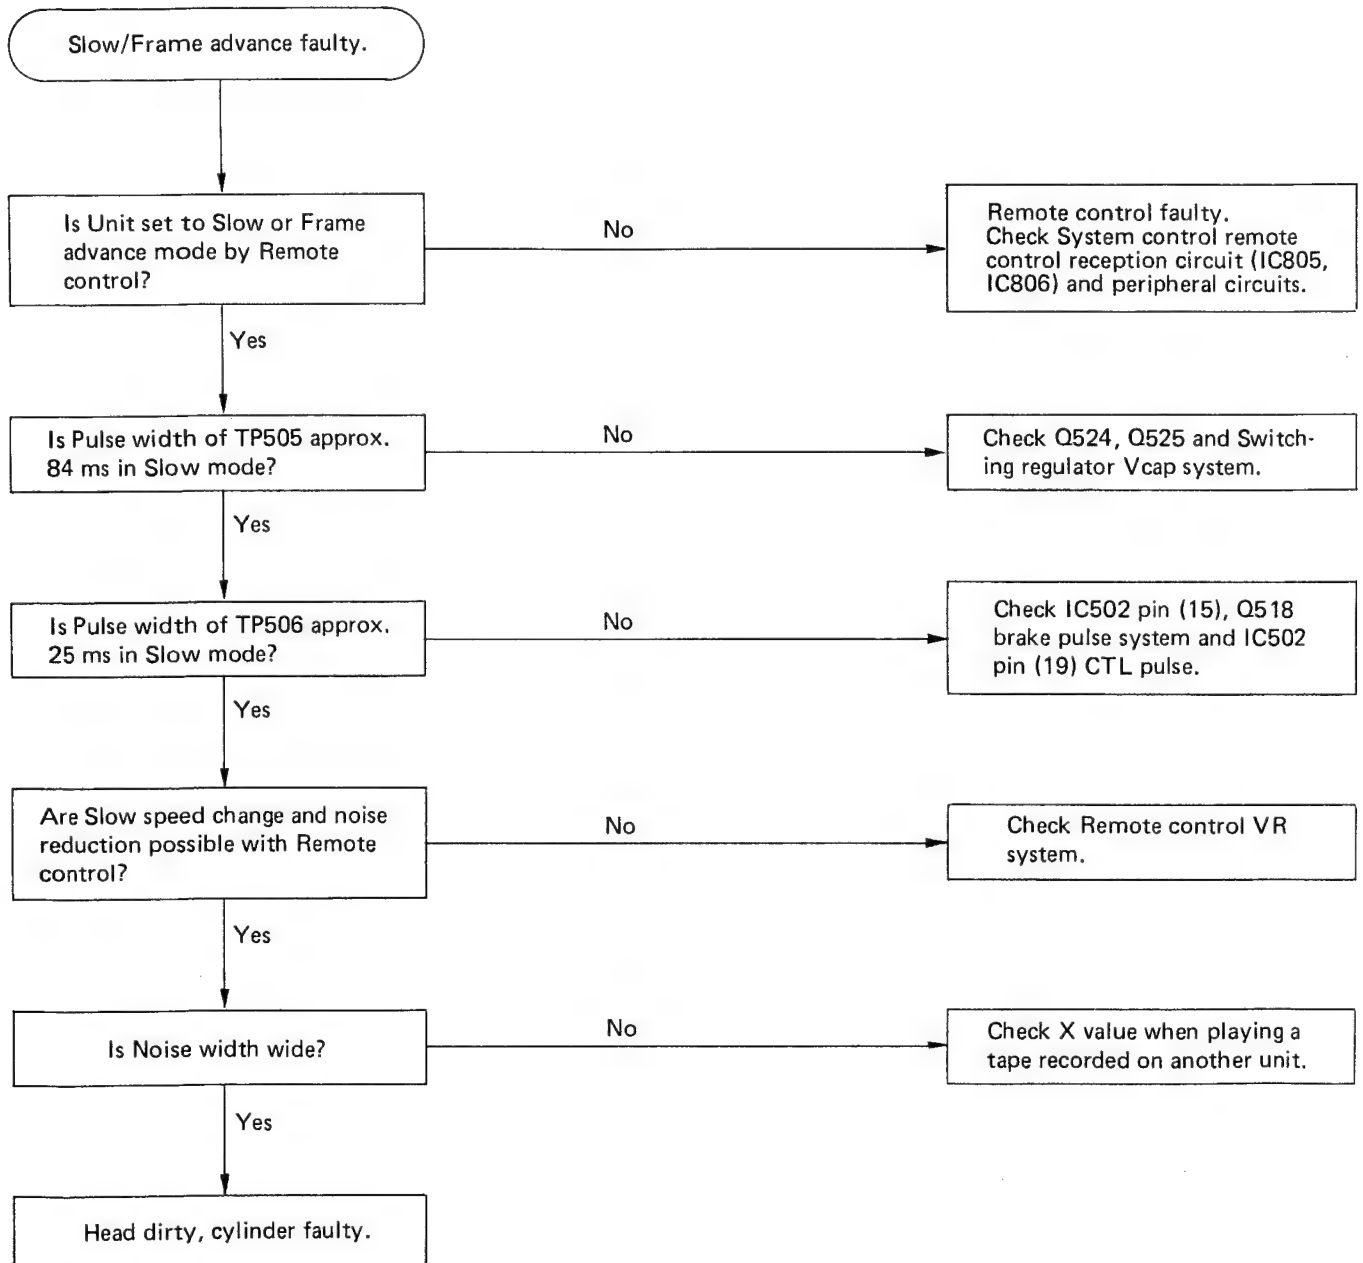 Slow/Frame advance faulty.
Is Unit set to Slow or Frame
advance mode by Remote
control?
No
Remote control faulty.
Check System control remote
control reception circuit (IC805,
IC806) and peripheral circuits.
Yes
Is Pulse width of TP505 approx.
84 ms in Slow mode?
No
Check Q524, Q525 and Switch-
ing regulator Vcap system.
Yes
Is Pulse width of TP506 approx.
25 ms in Slow mode?
No
Check IC502 pin (15), Q518
brake pulse system and IC502
pin (19) CTL pulse.
Yes
Are Slow speed change and noise
reduction possible with Remote
control?
No
Check Remote control VR
system.
Yes
Is Noise width wide?
No
Check X value when playing a
tape recorded on another unit.
Yes
Head dirty, cylinder faulty.